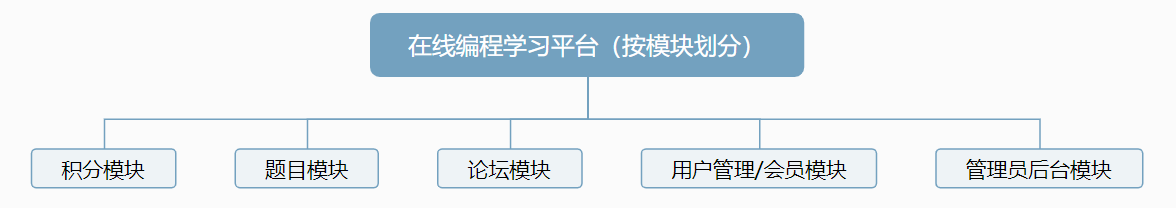 在线编程学习平台（按模块划分）
积分模块
题目模块
论坛模块
用户管理/会员模块
管理员后台模块